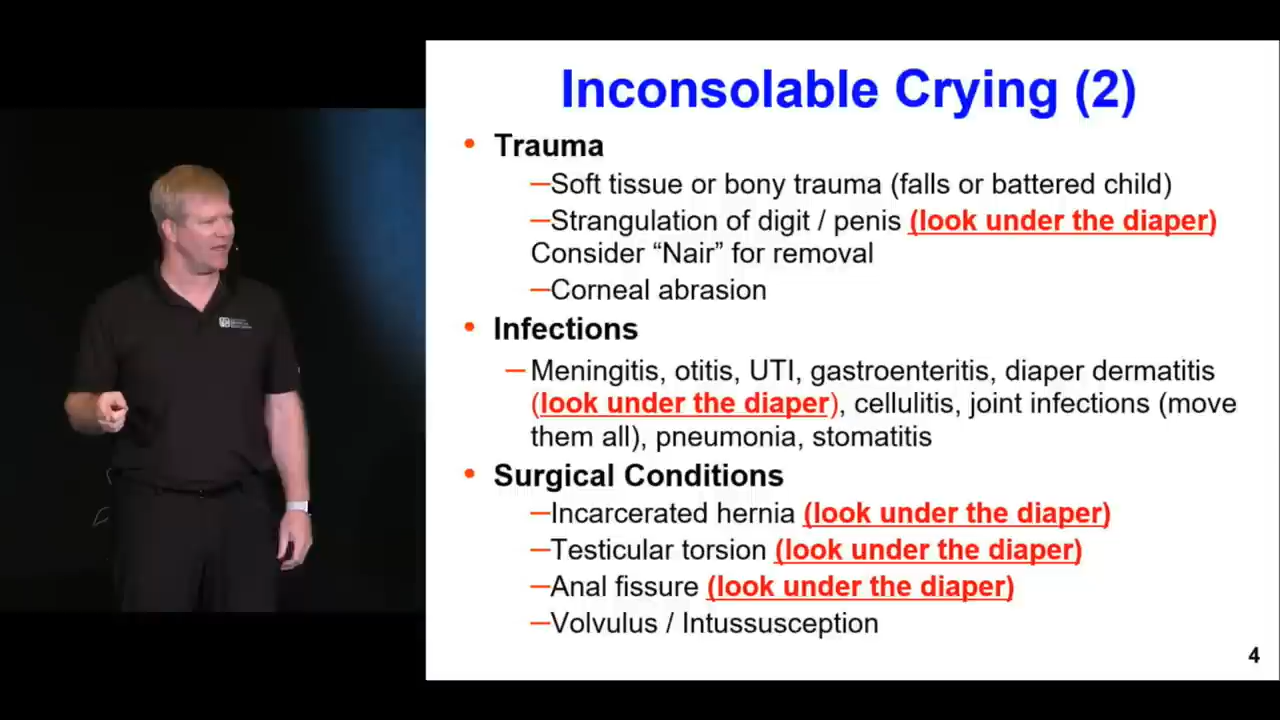 Inconsolable Crying (2)
• Trauma
—Soft tissue or bony trauma (falls or battered child)
—Strangulation of digit / penis (look under the diaper)
Consider “Nair” for removal
—Corneal abrasion
• Infections
— Meningitis, otitis, UTI, gastroenteritis, diaper dermatitis
(look under the diaper), cellulitis, joint infections (move
them all), pneumonia, stomatitis
• Surgical Conditions
—Incarcerated hernia (look under the diaper)
—Testicular torsion (look under the diaper)
—Anal fissure (look under the diaper)
—Volvulus / Intussusception
4